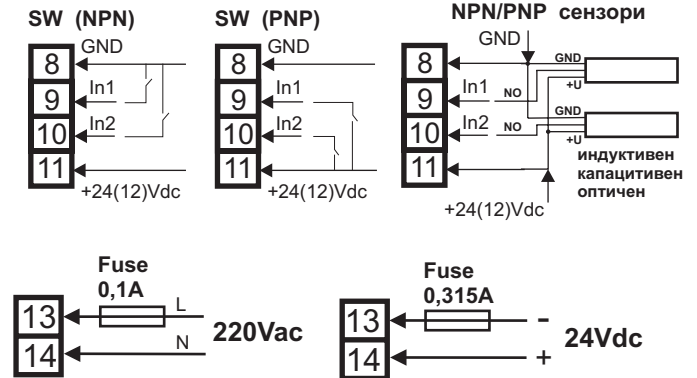 SW (NPN)
GND
8
In1
9
In2
10
11
+24(12)Vdc
SW (PNP)
GND
8
In1
9
In2
10
11
+24(12)Vdc
NPN/PNP сензори
GND
8
GND
In1
+U
9
NO
GND
In2
10
NO
+U
11
индуктивен
капацитивен
оптичен
+24(12)Vdc
Fuse
0,1A
13
L
14
N
220Vac
Fuse
0,315A
13
-
14
+
24Vdc